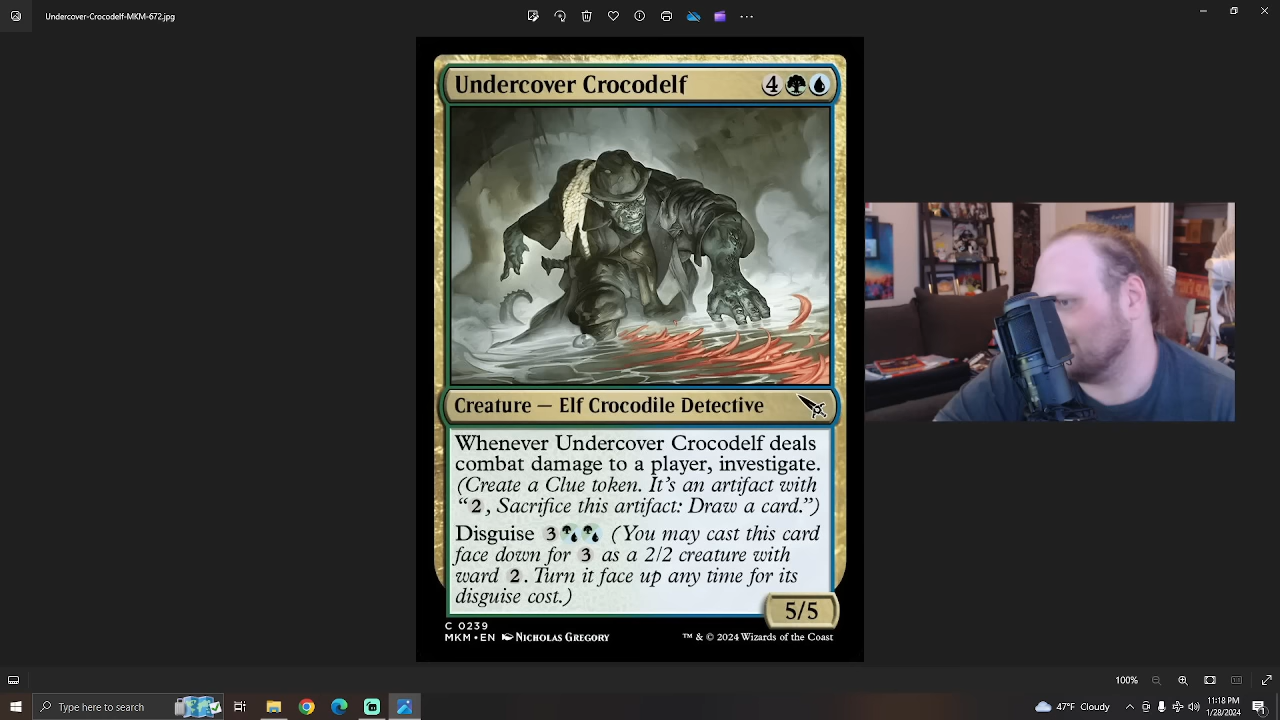 Undercover-Crocodelf-MKM-672.jpg
Undercover Crocodelf 4
Creature — Elf Crocodile Detective
Whenever Undercover Crocodelf deals
combat damage to a player, investigate.
(Create a Clue token. It's an artifact with
“2, Sacrifice this artifact: Draw a card.”)
Disguise 3 (You may cast this card
face down for 3 as a 2/2 creature with
ward 2. Turn it face up any time for its
disguise cost.)
5/5
C 0239
MKM • EN Nicholas Gregory
™ & © 2024 Wizards of the Coast
100%
Type here to search
47°F Cloudy
11:18 PM
1/28/2024